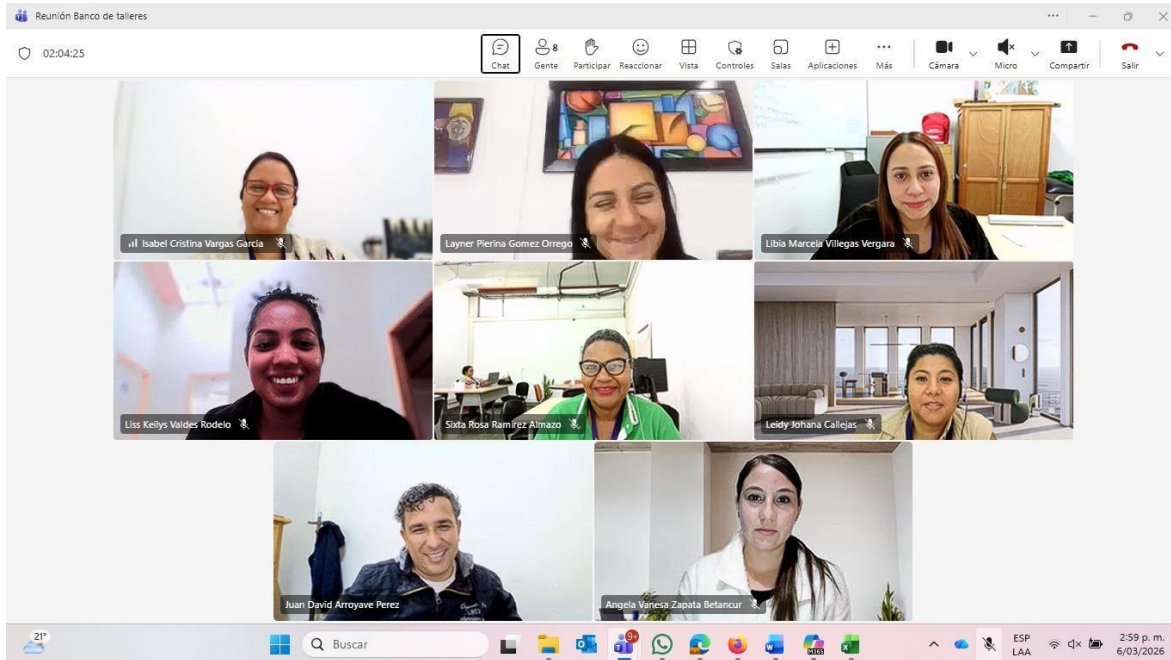 Reunión Banco de talleres
02:04:25
Chat
Gente
8
Participar
Reaccionar
Vista
Controles
Salas
Aplicaciones
Más
Cámara
Micro
Compartir
Salir
Isabel Cristina Vargas Garcia
Layner Pierina Gomez Orrego
Libia Marcela Villegas Vergara
Liss Keilys Valdes Rodelo
Sixta Rosa Ramirez Almazo
Leidy Johana Callejas
Juan David Arroyave Perez
Angela Vanesa Zapata Betancur
21°
Buscar
9+
M365
ESP
LAA
2:59 p. m.
6/03/2026